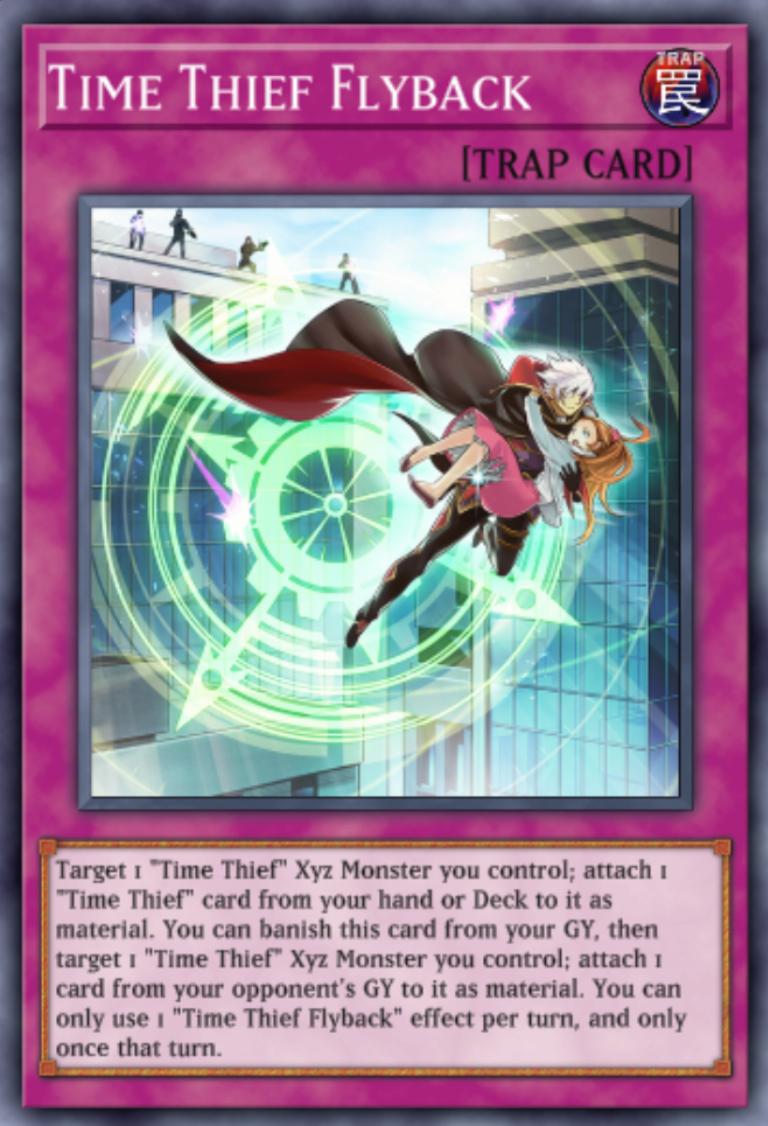 TIME THIEF FLYBACK
TRAP
罠
[TRAP CARD]
Target 1 "Time Thief" Xyz Monster you control; attach 1
"Time Thief" card from your hand or Deck to it as
material. You can banish this card from your GY, then
target 1 "Time Thief" Xyz Monster you control; attach 1
card from your opponent's GY to it as material. You can
only use 1 "Time Thief Flyback" effect per turn, and only
once that turn.